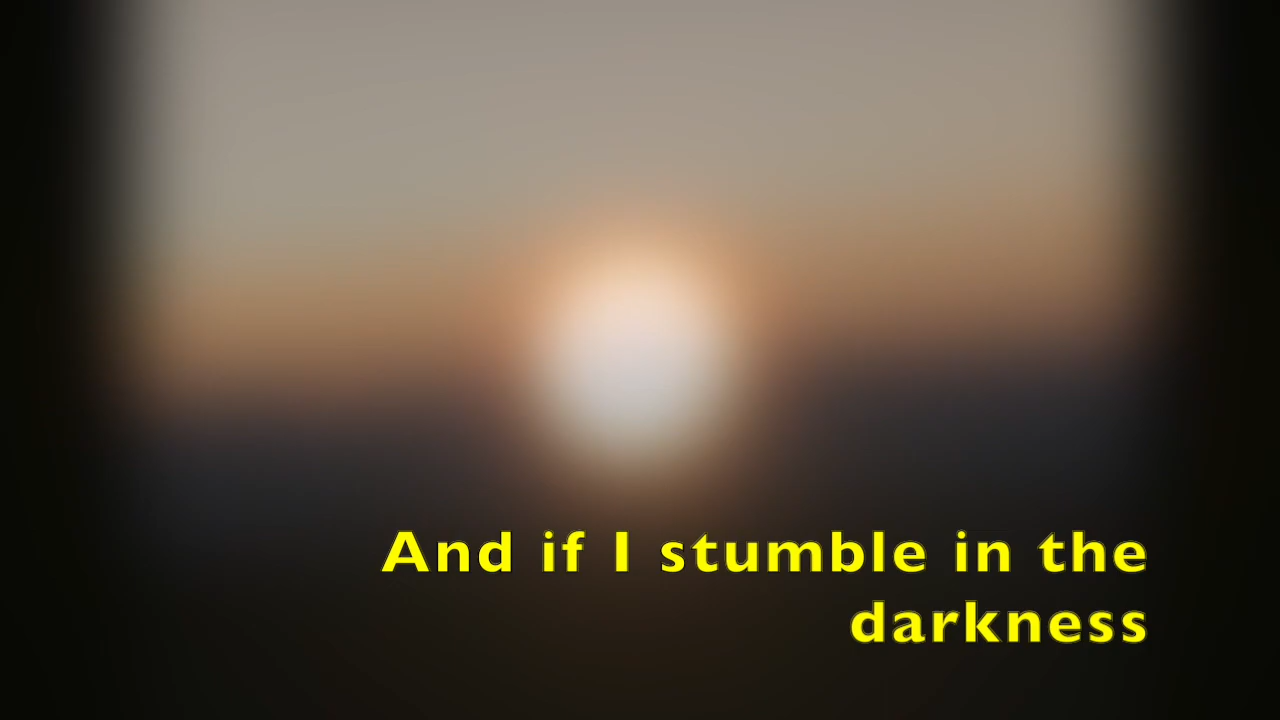 And if I stumble in the
darkness